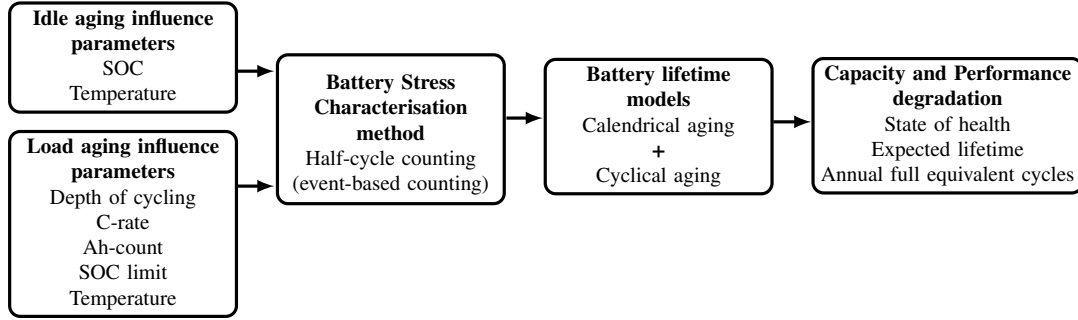 Idle aging influence
parameters
SOC
Temperature
Load aging influence
parameters
Depth of cycling
C-rate
Ah-count
SOC limit
Temperature
Battery Stress
Characterisation
method
Half-cycle counting
(event-based counting)
Battery lifetime
models
Calendrical aging
+
Cyclical aging
Capacity and Performance
degradation
State of health
Expected lifetime
Annual full equivalent cycles